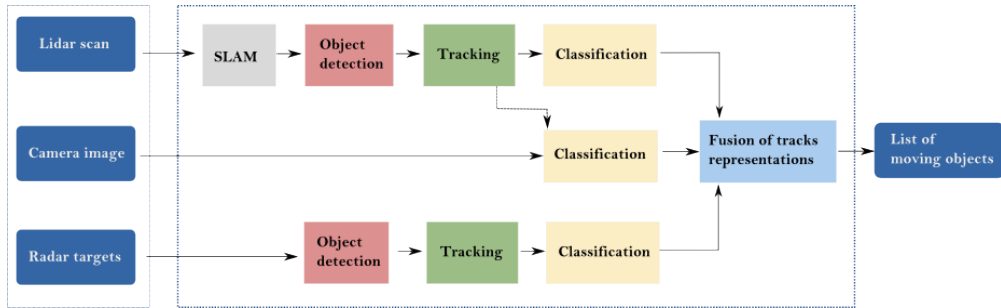 Lidar scan
SLAM
Object
detection
Tracking
Classification
Camera image
Classification
Fusion of tracks
representations
List of
moving objects
Radar targets
Object
detection
Tracking
Classification